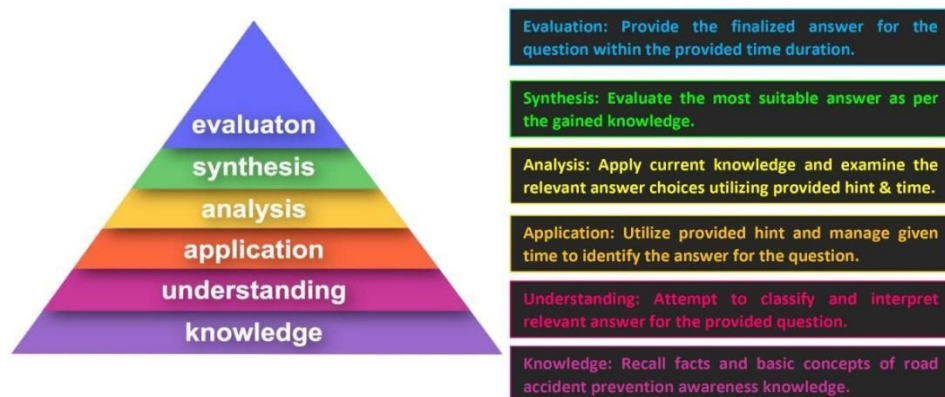 evaluaton
synthesis
analysis
application
understanding
knowledge
Evaluation: Provide the finalized answer for the
question within the provided time duration.
Synthesis: Evaluate the most suitable answer as per
the gained knowledge.
Analysis: Apply current knowledge and examine the
relevant answer choices utilizing provided hint & time.
Application: Utilize provided hint and manage given
time to identify the answer for the question.
Understanding: Attempt to classify and interpret
relevant answer for the provided question.
Knowledge: Recall facts and basic concepts of road
accident prevention awareness knowledge.